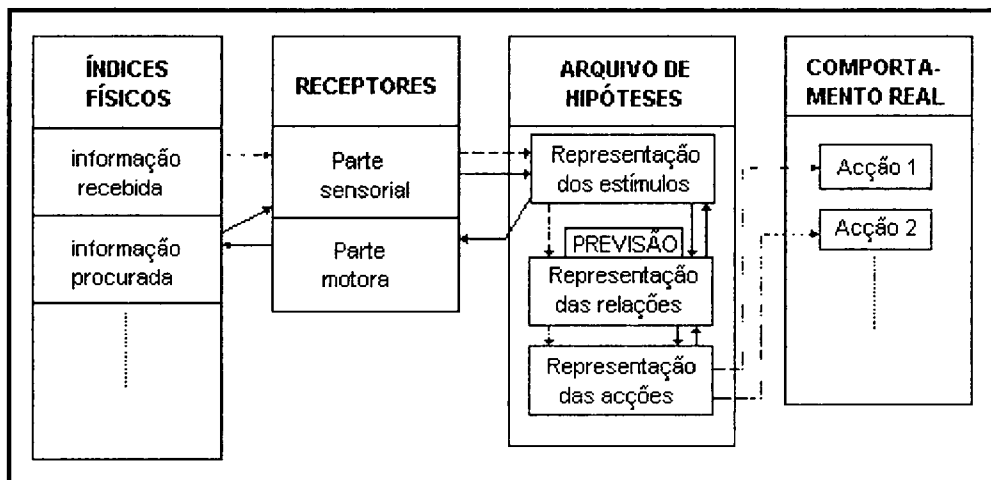 ÍNDICES
FÍSICOS
informação
recebida
informação
procurada
RECEPTORES
Parte
sensorial
Parte
motora
ARQUIVO DE
HIPÓTESES
Representação
dos estímulos
PREVISÃO
Representação
das relações
Representação
das acções
COMPORTA-
MENTO REAL
Acção 1
Acção 2